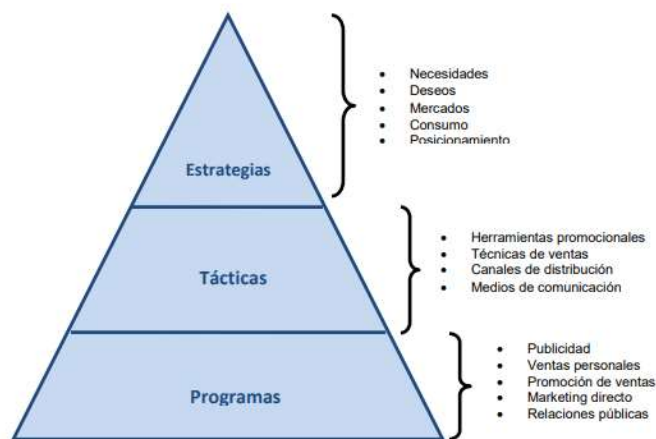 Estrategias
• Necesidades
• Deseos
• Mercados
• Consumo
• Posicionamiento
Tácticas
• Herramientas promocionales
• Técnicas de ventas
• Canales de distribución
• Medios de comunicación
Programas
• Publicidad
• Ventas personales
• Promoción de ventas
• Marketing directo
• Relaciones públicas